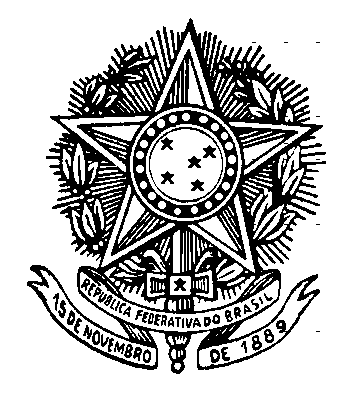 REPÚBLICA FEDERATIVA DO BRASIL
15 DE NOVEMBRO DE 1889